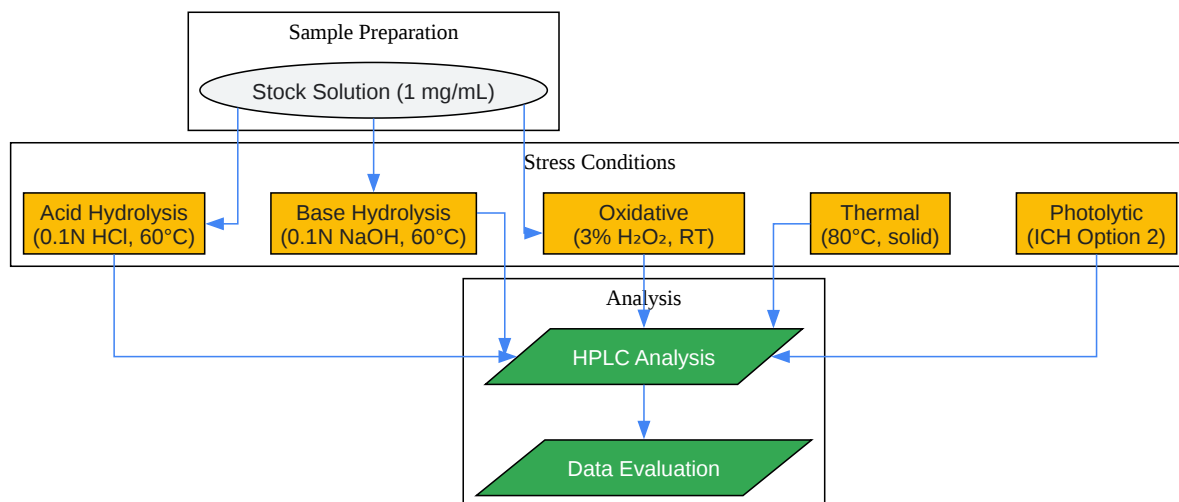 Sample Preparation
Stock Solution (1 mg/mL)
Stress Conditions
Acid Hydrolysis
(0.1N HCl, 60°C)
Base Hydrolysis
(0.1N NaOH, 60°C)
Oxidative
(3% H₂O₂, RT)
Thermal
(80°C, solid)
Photolytic
(ICH Option 2)
Analysis
HPLC Analysis
Data Evaluation